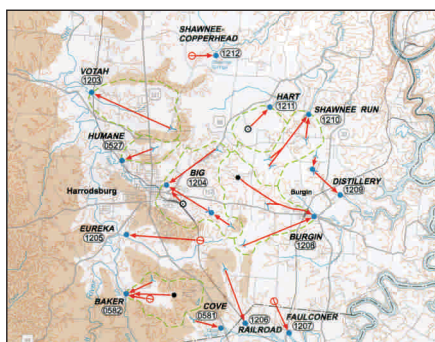 SHAWNEE-
COPPERHEAD
1212
VOTAH
1203
HART
1211
SHAWNEE RUN
1210
HUMANE
0527
BIG
1204
DISTILLERY
1209
Harrodsburg
Burgin
EUREKA
1205
BURGIN
1208
BAKER
0582
COVE
0581
1206
RAILROAD
FAULCONER
1207